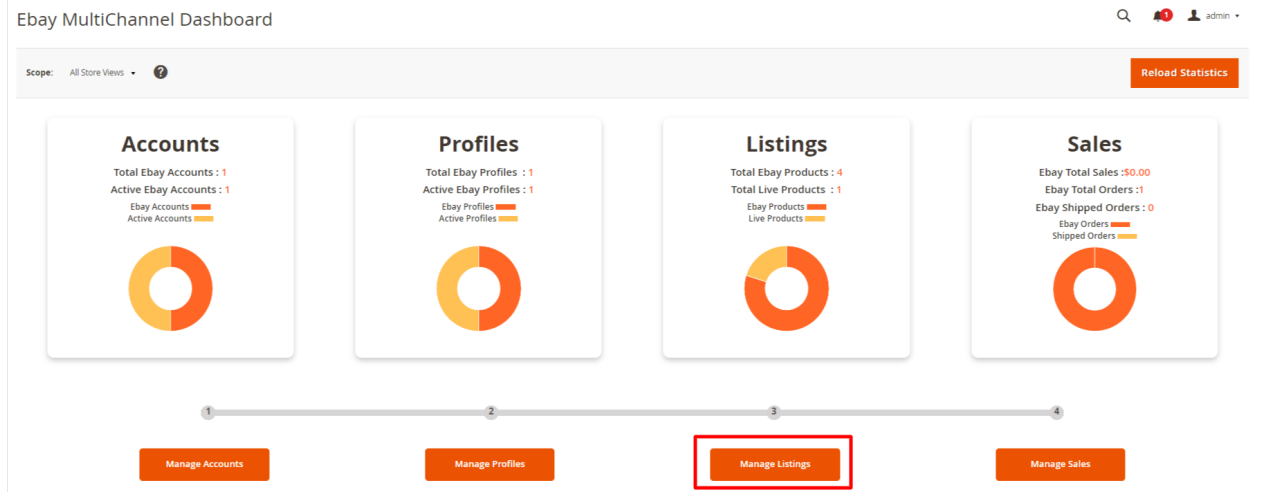 Ebay MultiChannel Dashboard
1
admin
Scope: All Store Views ?
Reload Statistics
Accounts
Total Ebay Accounts : 1
Active Ebay Accounts : 1
Ebay Accounts
Active Accounts
Profiles
Total Ebay Profiles : 1
Active Ebay Profiles : 1
Ebay Profiles
Active Profiles
Listings
Total Ebay Products : 4
Total Live Products : 1
Ebay Products
Live Products
Sales
Ebay Total Sales :$0.00
Ebay Total Orders :1
Ebay Shipped Orders : 0
Ebay Orders
Shipped Orders
1
2
3
4
Manage Accounts
Manage Profiles
Manage Listings
Manage Sales